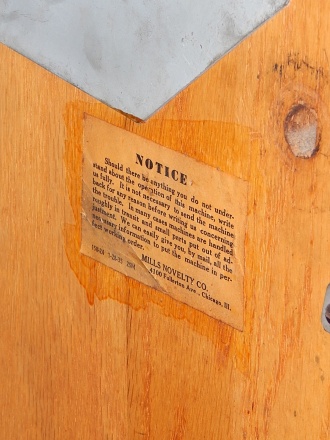 NOTICE
Should there be anything you do not under-
stand about the operation of this machine, write
us fully. It is not necessary to send the machine
back for any reason before writing us concerning
the trouble. In many cases machines are handled
roughly in transit and small parts put out of ad-
justment. We can easily give you, by mail, all the
necessary information to put the machine in per-
fect working order.
MILLS NOVELTY CO.
4100 Fullerton Ave., Chicago, Ill.